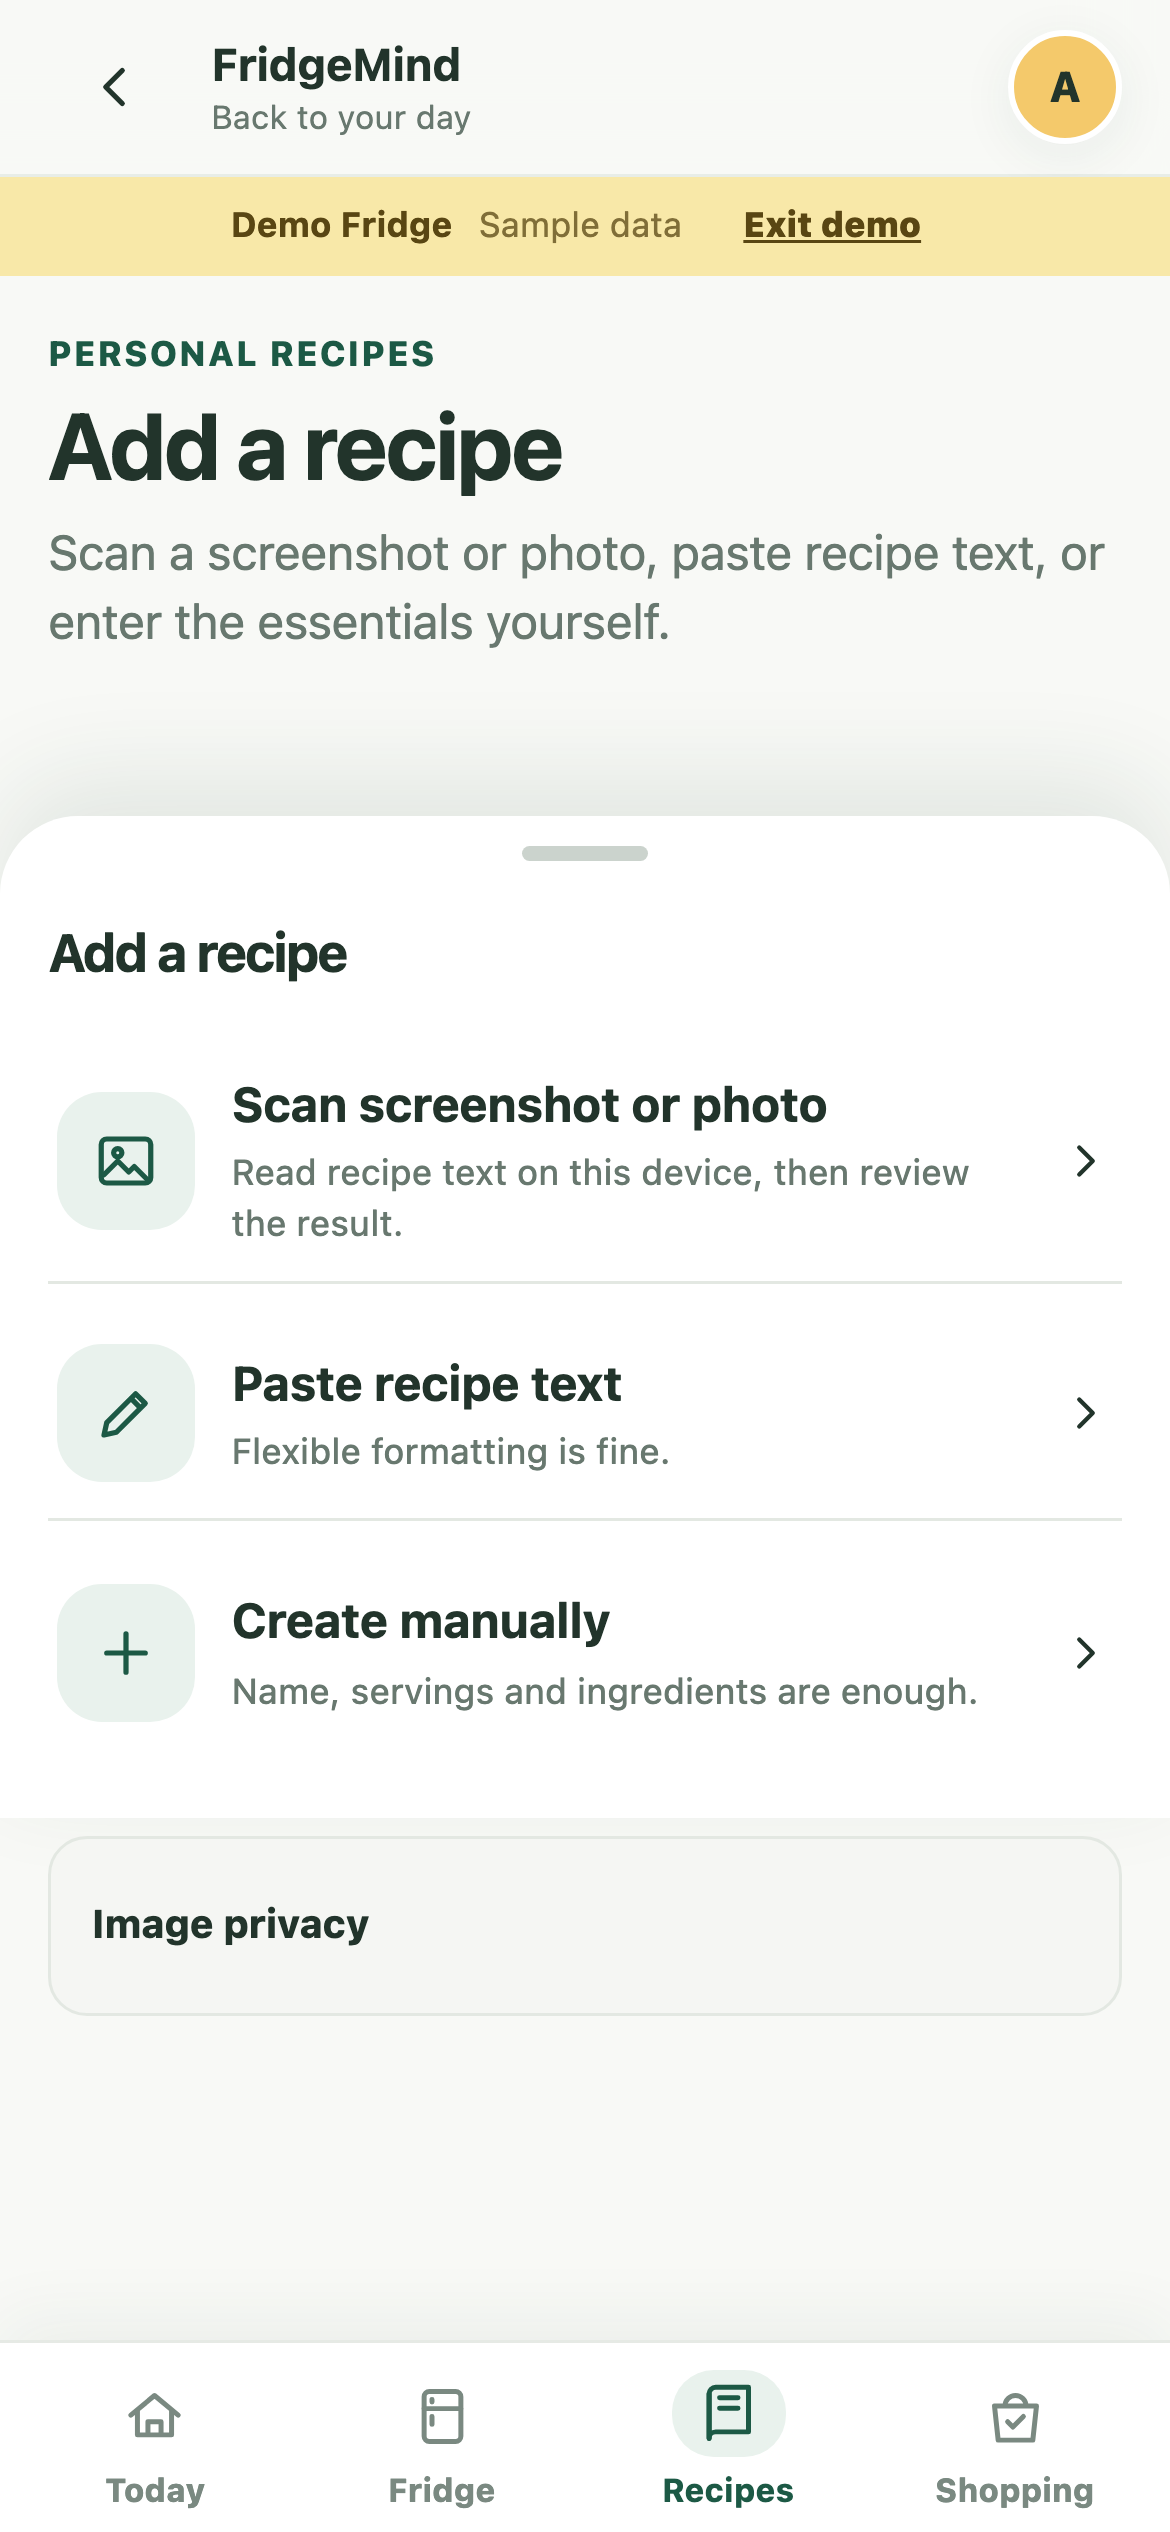 FridgeMind
Back to your day
A
Demo Fridge Sample data Exit demo
PERSONAL RECIPES
Add a recipe
Scan a screenshot or photo, paste recipe text, or
enter the essentials yourself.
Add a recipe
Scan screenshot or photo
Read recipe text on this device, then review
the result.
Paste recipe text
Flexible formatting is fine.
Create manually
Name, servings and ingredients are enough.
Image privacy
Today Fridge Recipes Shopping